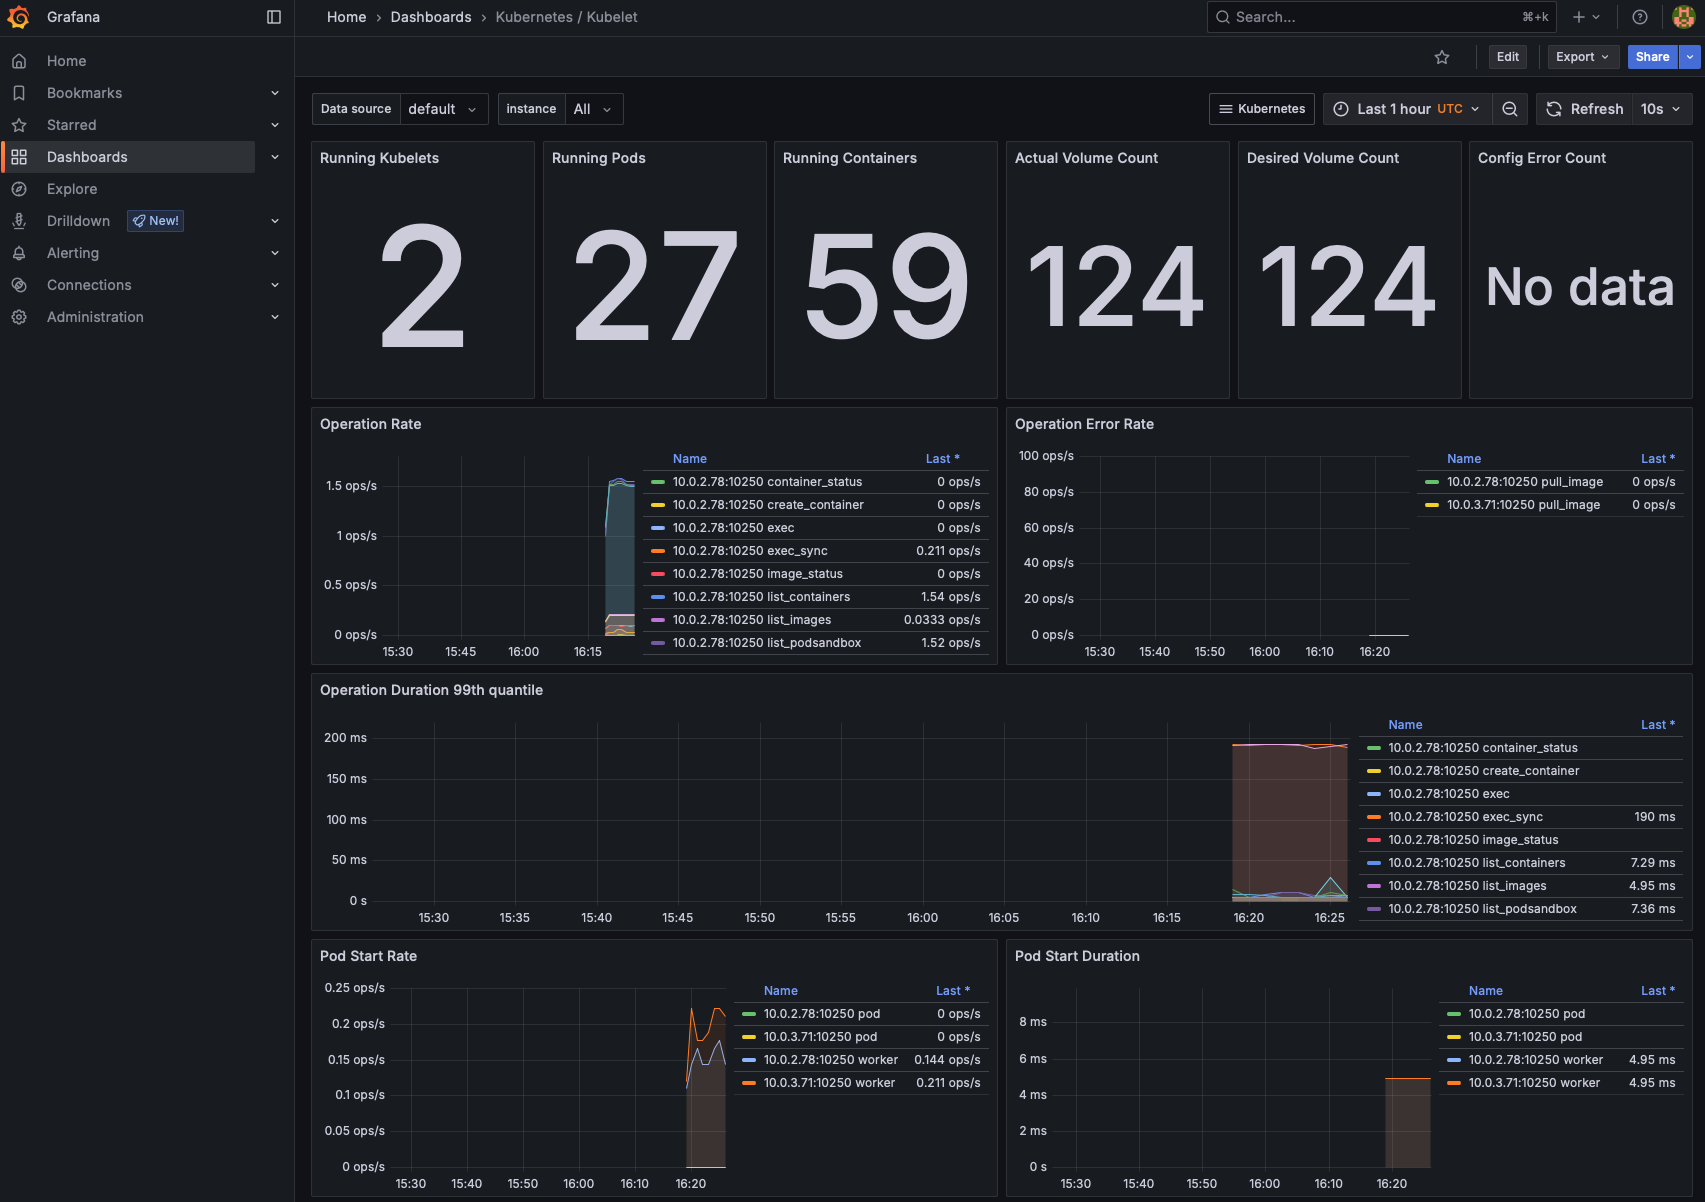 Grafana
Home › Dashboards › Kubernetes / Kubelet
Search... ⌘+k
Home
Bookmarks
Starred
Dashboards
Explore
Drilldown New!
Alerting
Connections
Administration
Edit Export Share
Data source default instance All
Kubernetes Last 1 hour UTC Refresh 10s
Running Kubelets
2
Running Pods
27
Running Containers
59
Actual Volume Count
124
Desired Volume Count
124
Config Error Count
No data
Operation Rate
1.5 ops/s
1 ops/s
0.5 ops/s
0 ops/s
15:30 15:45 16:00 16:15
Name Last *
10.0.2.78:10250 container_status 0 ops/s
10.0.2.78:10250 create_container 0 ops/s
10.0.2.78:10250 exec 0 ops/s
10.0.2.78:10250 exec_sync 0.211 ops/s
10.0.2.78:10250 image_status 0 ops/s
10.0.2.78:10250 list_containers 1.54 ops/s
10.0.2.78:10250 list_images 0.0333 ops/s
10.0.2.78:10250 list_podsandbox 1.52 ops/s
Operation Error Rate
100 ops/s
80 ops/s
60 ops/s
40 ops/s
20 ops/s
0 ops/s
15:30 15:40 15:50 16:00 16:10 16:20
Name Last *
10.0.2.78:10250 pull_image 0 ops/s
10.0.3.71:10250 pull_image 0 ops/s
Operation Duration 99th quantile
200 ms
150 ms
100 ms
50 ms
0 s
15:30 15:35 15:40 15:45 15:50 15:55 16:00 16:05 16:10 16:15 16:20 16:25
Name Last *
10.0.2.78:10250 container_status
10.0.2.78:10250 create_container
10.0.2.78:10250 exec
10.0.2.78:10250 exec_sync 190 ms
10.0.2.78:10250 image_status
10.0.2.78:10250 list_containers 7.29 ms
10.0.2.78:10250 list_images 4.95 ms
10.0.2.78:10250 list_podsandbox 7.36 ms
Pod Start Rate
0.25 ops/s
0.2 ops/s
0.15 ops/s
0.1 ops/s
0.05 ops/s
0 ops/s
15:30 15:40 15:50 16:00 16:10 16:20
Name Last *
10.0.2.78:10250 pod 0 ops/s
10.0.3.71:10250 pod 0 ops/s
10.0.2.78:10250 worker 0.144 ops/s
10.0.3.71:10250 worker 0.211 ops/s
Pod Start Duration
8 ms
6 ms
4 ms
2 ms
0 s
15:30 15:40 15:50 16:00 16:10 16:20
Name Last *
10.0.2.78:10250 pod
10.0.3.71:10250 pod
10.0.2.78:10250 worker 4.95 ms
10.0.3.71:10250 worker 4.95 ms